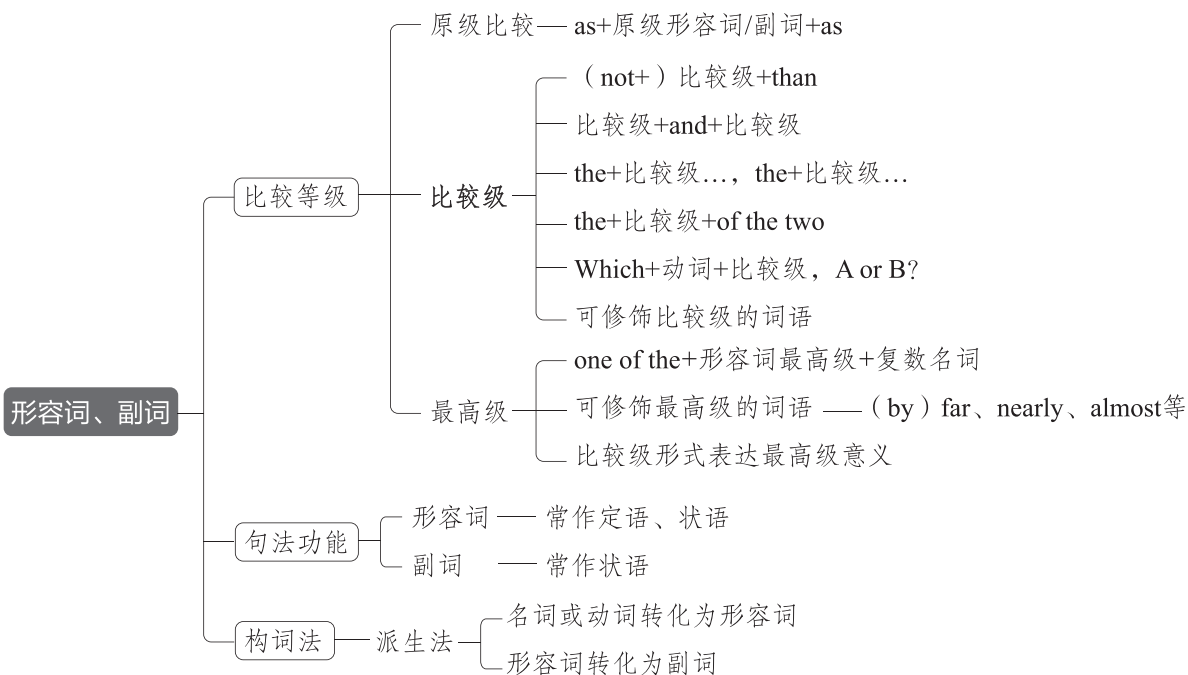 形容词、副词
比较等级
原级比较
as+原级形容词/副词+as
比较级
（not+）比较级+than
比较级+and+比较级
the+比较级…，the+比较级…
the+比较级+of the two
Which+动词+比较级，A or B?
可修饰比较级的词语
最高级
one of the+形容词最高级+复数名词
可修饰最高级的词语
（by）far、nearly、almost等
比较级形式表达最高级意义
句法功能
形容词
常作定语、状语
副词
常作状语
构词法
派生法
名词或动词转化为形容词
形容词转化为副词